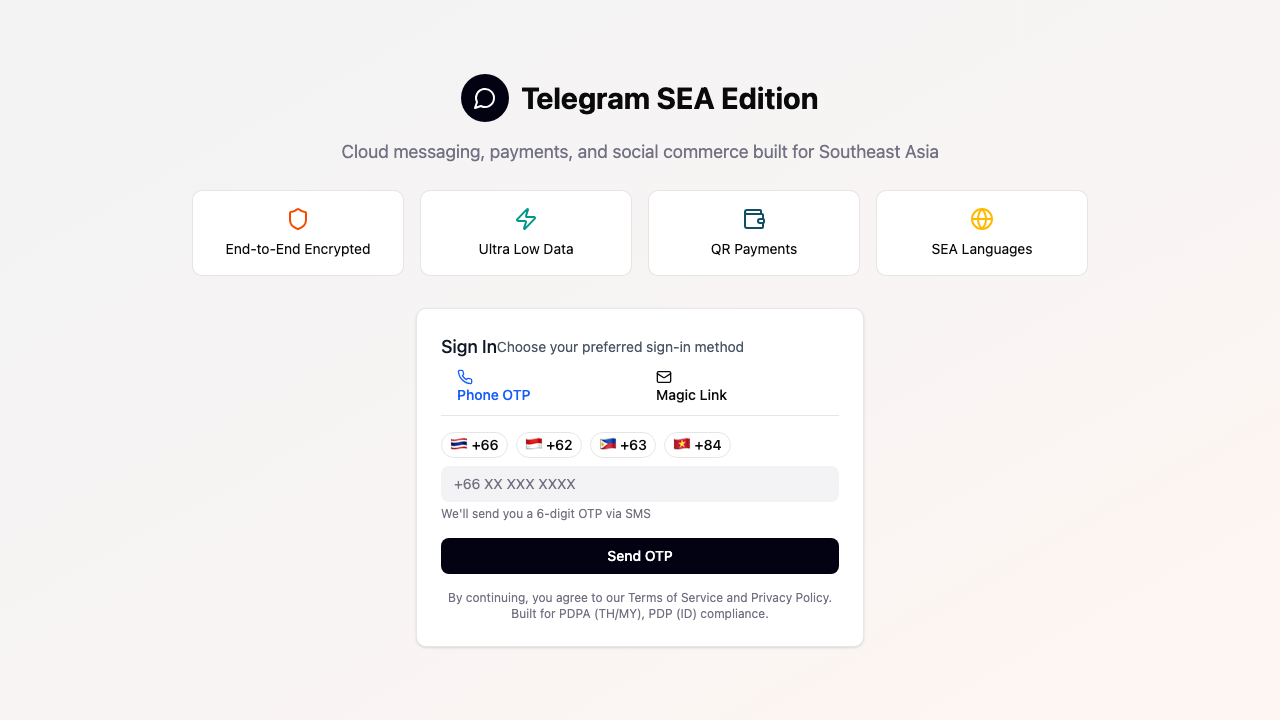 Telegram SEA Edition
Cloud messaging, payments, and social commerce built for Southeast Asia
End-to-End Encrypted
Ultra Low Data
QR Payments
SEA Languages
Sign InChoose your preferred sign-in method
Phone OTP
Magic Link
🇹🇭 +66
🇮🇩 +62
🇵🇭 +63
🇻🇳 +84
+66 XX XXX XXXX
We'll send you a 6-digit OTP via SMS
Send OTP
By continuing, you agree to our Terms of Service and Privacy Policy.
Built for PDPA (TH/MY), PDP (ID) compliance.